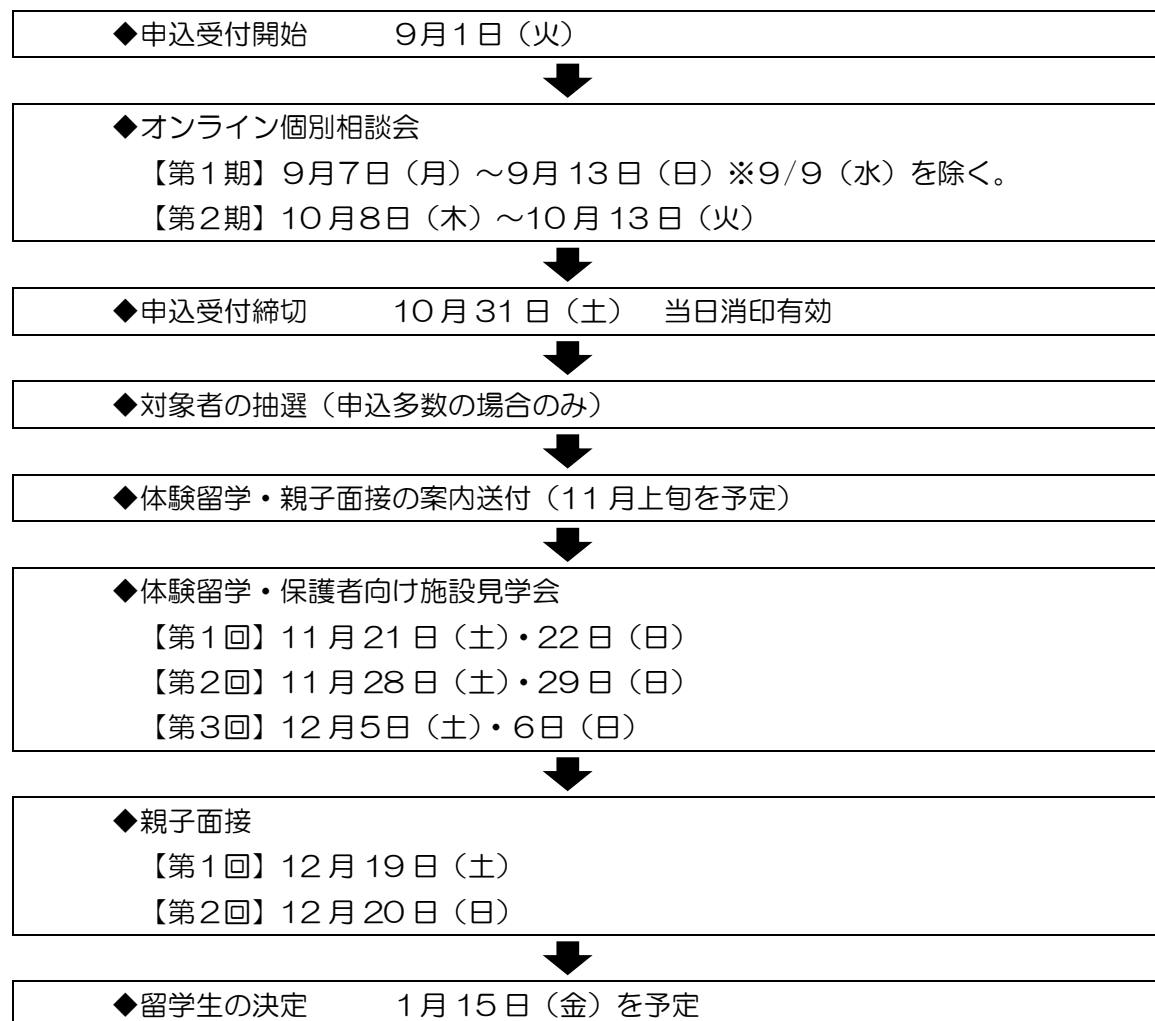 ◆申込受付開始　　　９月１日（火）
◆オンライン個別相談会
【第１期】９月７日（月）～９月13日（日）※９/９（水）を除く。
【第２期】10月８日（木）～10月13日（火）
◆申込受付締切　　　10月31日（土）　当日消印有効
◆対象者の抽選（申込多数の場合のみ）
◆体験留学・親子面接の案内送付（11月上旬を予定）
◆体験留学・保護者向け施設見学会
【第１回】11月21日（土）・22日（日）
【第２回】11月28日（土）・29日（日）
【第３回】12月５日（土）・６日（日）
◆親子面接
【第１回】12月19日（土）
【第２回】12月20日（日）
◆留学生の決定　　　１月15日（金）を予定